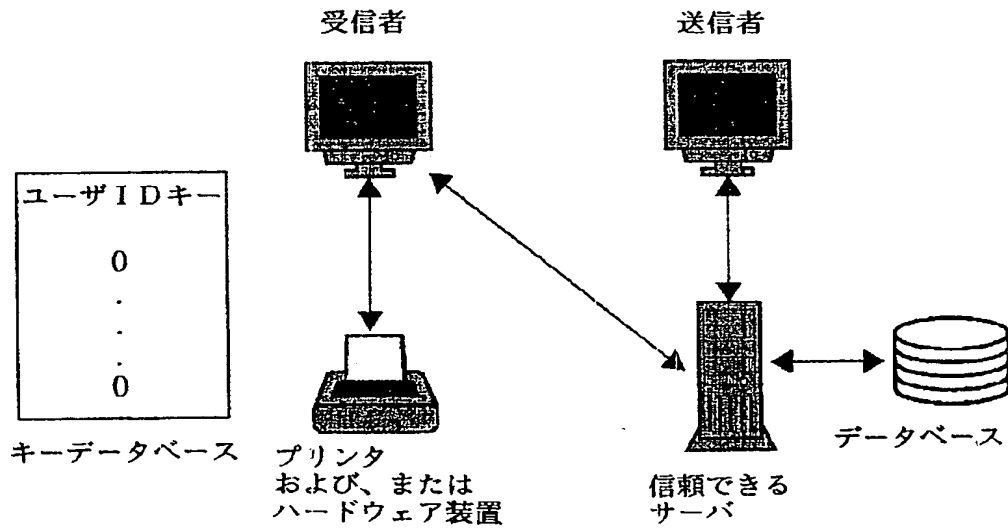 受信者
送信者
ユーザIDキー
0
.
.
.
0
キーデータベース
プリンタ
および、または
ハードウェア装置
信頼できる
サーバ
データベース